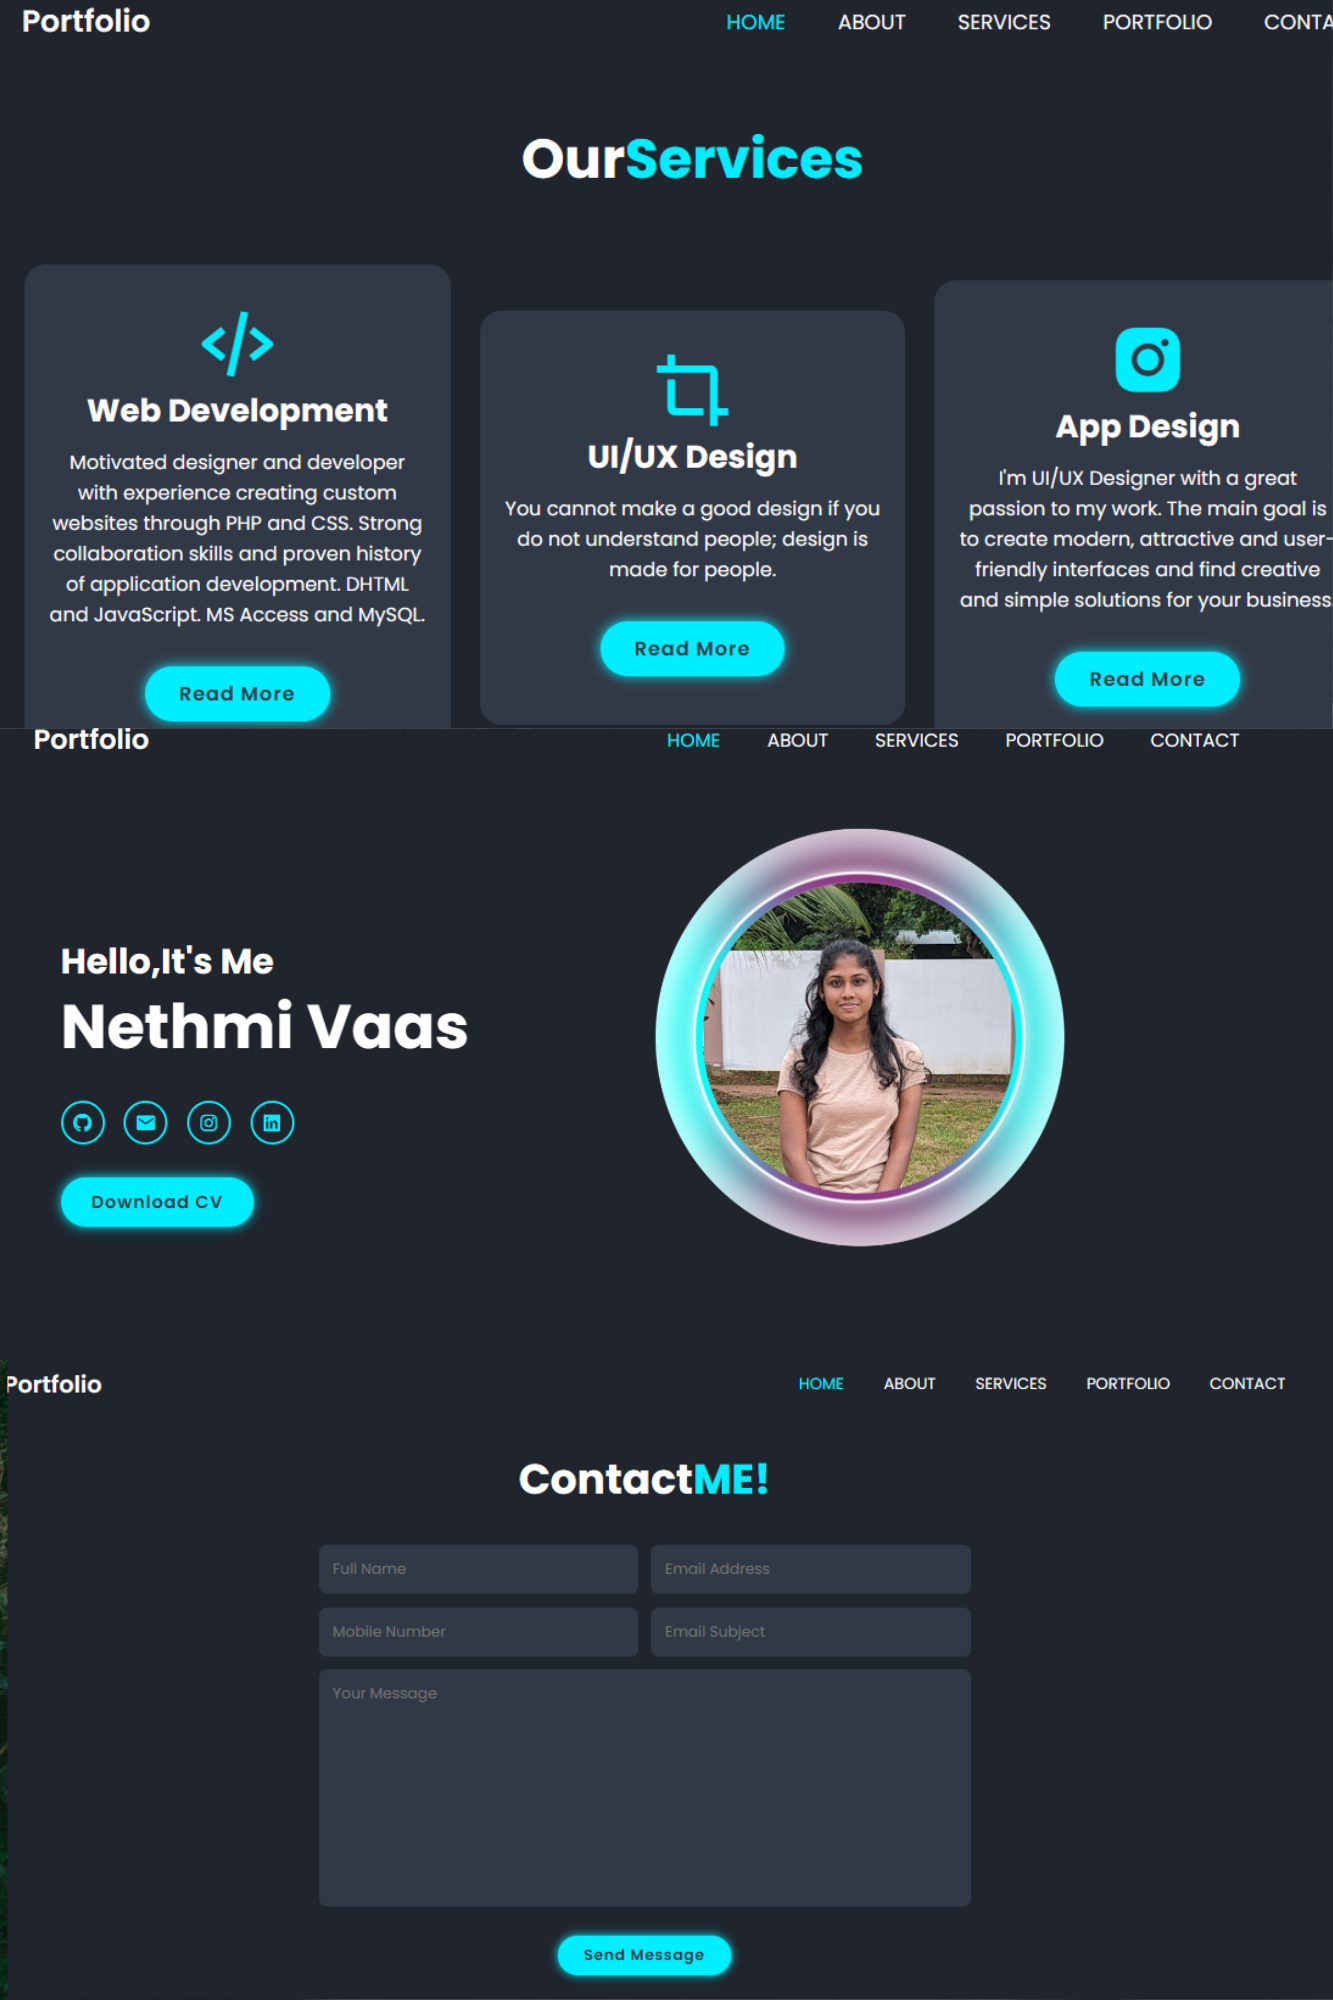 Portfolio
HOME ABOUT SERVICES PORTFOLIO CONTA
OurServices
Web Development
Motivated designer and developer
with experience creating custom
websites through PHP and CSS. Strong
collaboration skills and proven history
of application development. DHTML
and JavaScript. MS Access and MySQL.
Read More
UI/UX Design
You cannot make a good design if you
do not understand people; design is
made for people.
Read More
App Design
I'm UI/UX Designer with a great
passion to my work. The main goal is
to create modern, attractive and user-
friendly interfaces and find creative
and simple solutions for your business.
Read More
Portfolio
HOME ABOUT SERVICES PORTFOLIO CONTACT
Hello,It's Me
Nethmi Vaas
Download CV
Portfolio
HOME ABOUT SERVICES PORTFOLIO CONTACT
ContactME!
Full Name
Email Address
Mobile Number
Email Subject
Your Message
Send Message